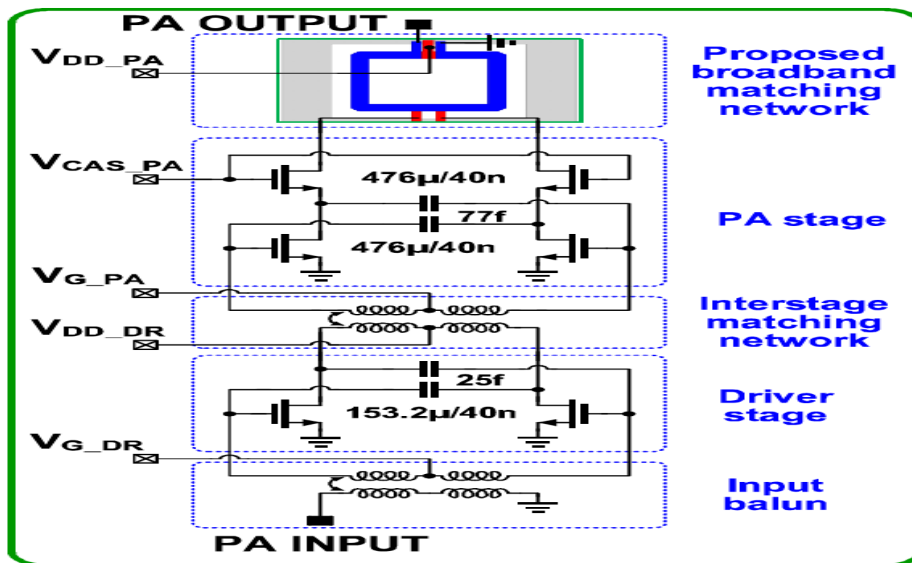 PA OUTPUT
VDD_PA
Proposed
broadband
matching
network
VCAS_PA
476µ/40n
77f
476µ/40n
PA stage
VG_PA
VDD_DR
Interstage
matching
network
25f
153.2µ/40n
Driver
stage
VG_DR
Input
balun
PA INPUT